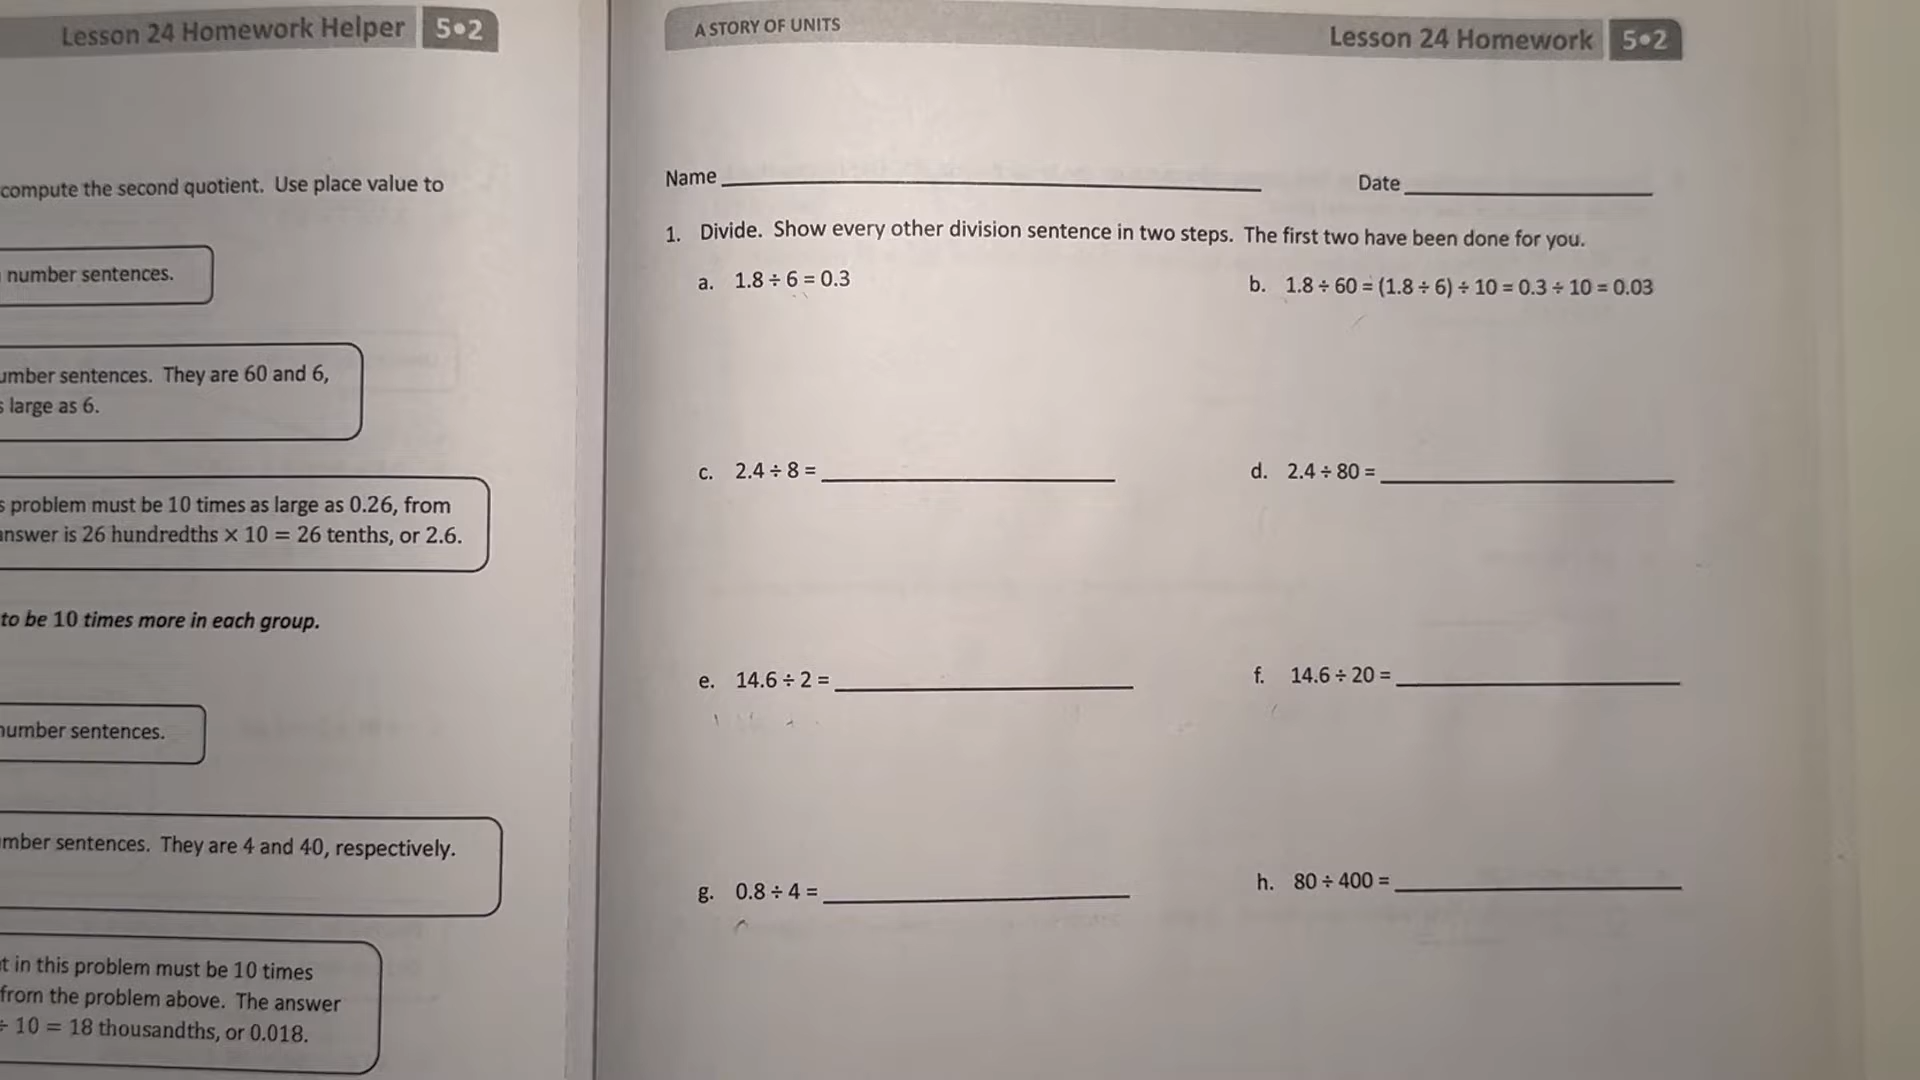 Lesson 24 Homework Helper 5•2
compute the second quotient. Use place value to
number sentences.
number sentences. They are 60 and 6,
large as 6.
problem must be 10 times as large as 0.26, from
answer is 26 hundredths × 10 = 26 tenths, or 2.6.
to be 10 times more in each group.
number sentences.
mber sentences. They are 4 and 40, respectively.
t in this problem must be 10 times
from the problem above. The answer
÷ 10 = 18 thousandths, or 0.018.
A STORY OF UNITS
Lesson 24 Homework 5•2
Name
Date
1. Divide. Show every other division sentence in two steps. The first two have been done for you.
a. 1.8 ÷ 6 = 0.3
b. 1.8 ÷ 60 = (1.8 ÷ 6) ÷ 10 = 0.3 ÷ 10 = 0.03
c. 2.4 ÷ 8 =
d. 2.4 ÷ 80 =
e. 14.6 ÷ 2 =
f. 14.6 ÷ 20 =
g. 0.8 ÷ 4 =
h. 80 ÷ 400 =